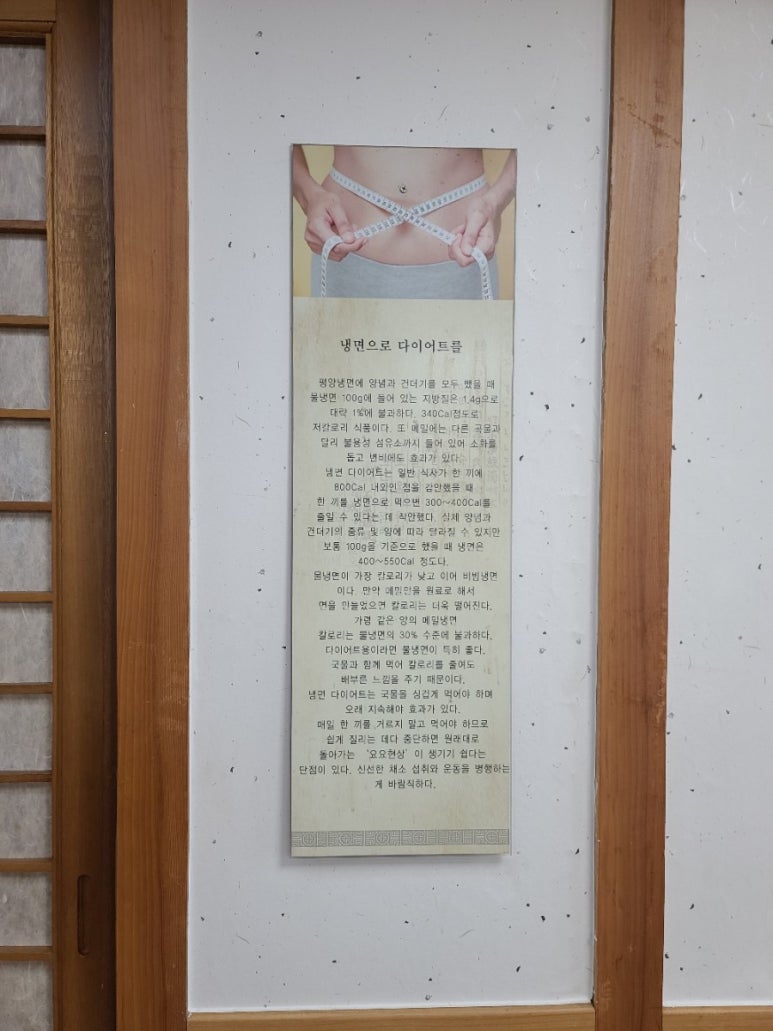 냉면으로 다이어트를
평양냉면에 양념과 건더기를 모두 뺐을 때
물냉면 100g에 들어 있는 지방질은 1.4g으로
대략 1%에 불과하다. 340Cal정도로
저칼로리 식품이다. 또 메밀에는 다른 곡물과
달리 불용성 섬유소까지 들어 있어 소화를
돕고 변비에도 효과가 있다.
냉면 다이어트는 일반 식사가 한 끼에
800Cal 내외인 점을 감안했을 때
한 끼를 냉면으로 먹으면 300~400Cal를
줄일 수 있다는 데 착안했다. 실제 양념과
건더기의 종류 및 양에 따라 달라질 수 있지만
보통 100g을 기준으로 했을 때 냉면은
400~550Cal 정도다.
물냉면이 가장 칼로리가 낮고 이어 비빔냉면
이다. 만약 메밀만을 원료로 해서
면을 만들었으면 칼로리는 더욱 떨어진다.
가령 같은 양의 메밀냉면
칼로리는 물냉면의 30% 수준에 불과하다.
다이어트용이라면 물냉면이 특히 좋다.
국물과 함께 먹어 칼로리를 줄여도
배부른 느낌을 주기 때문이다.
냉면 다이어트는 국물을 싱겁게 먹어야 하며
오래 지속해야 효과가 있다.
매일 한 끼를 거르지 말고 먹어야 하므로
쉽게 질리는 데다 중단하면 원래대로
돌아가는 '요요현상' 이 생기기 쉽다는
단점이 있다. 신선한 채소 섭취와 운동을 병행하는
게 바람직하다.